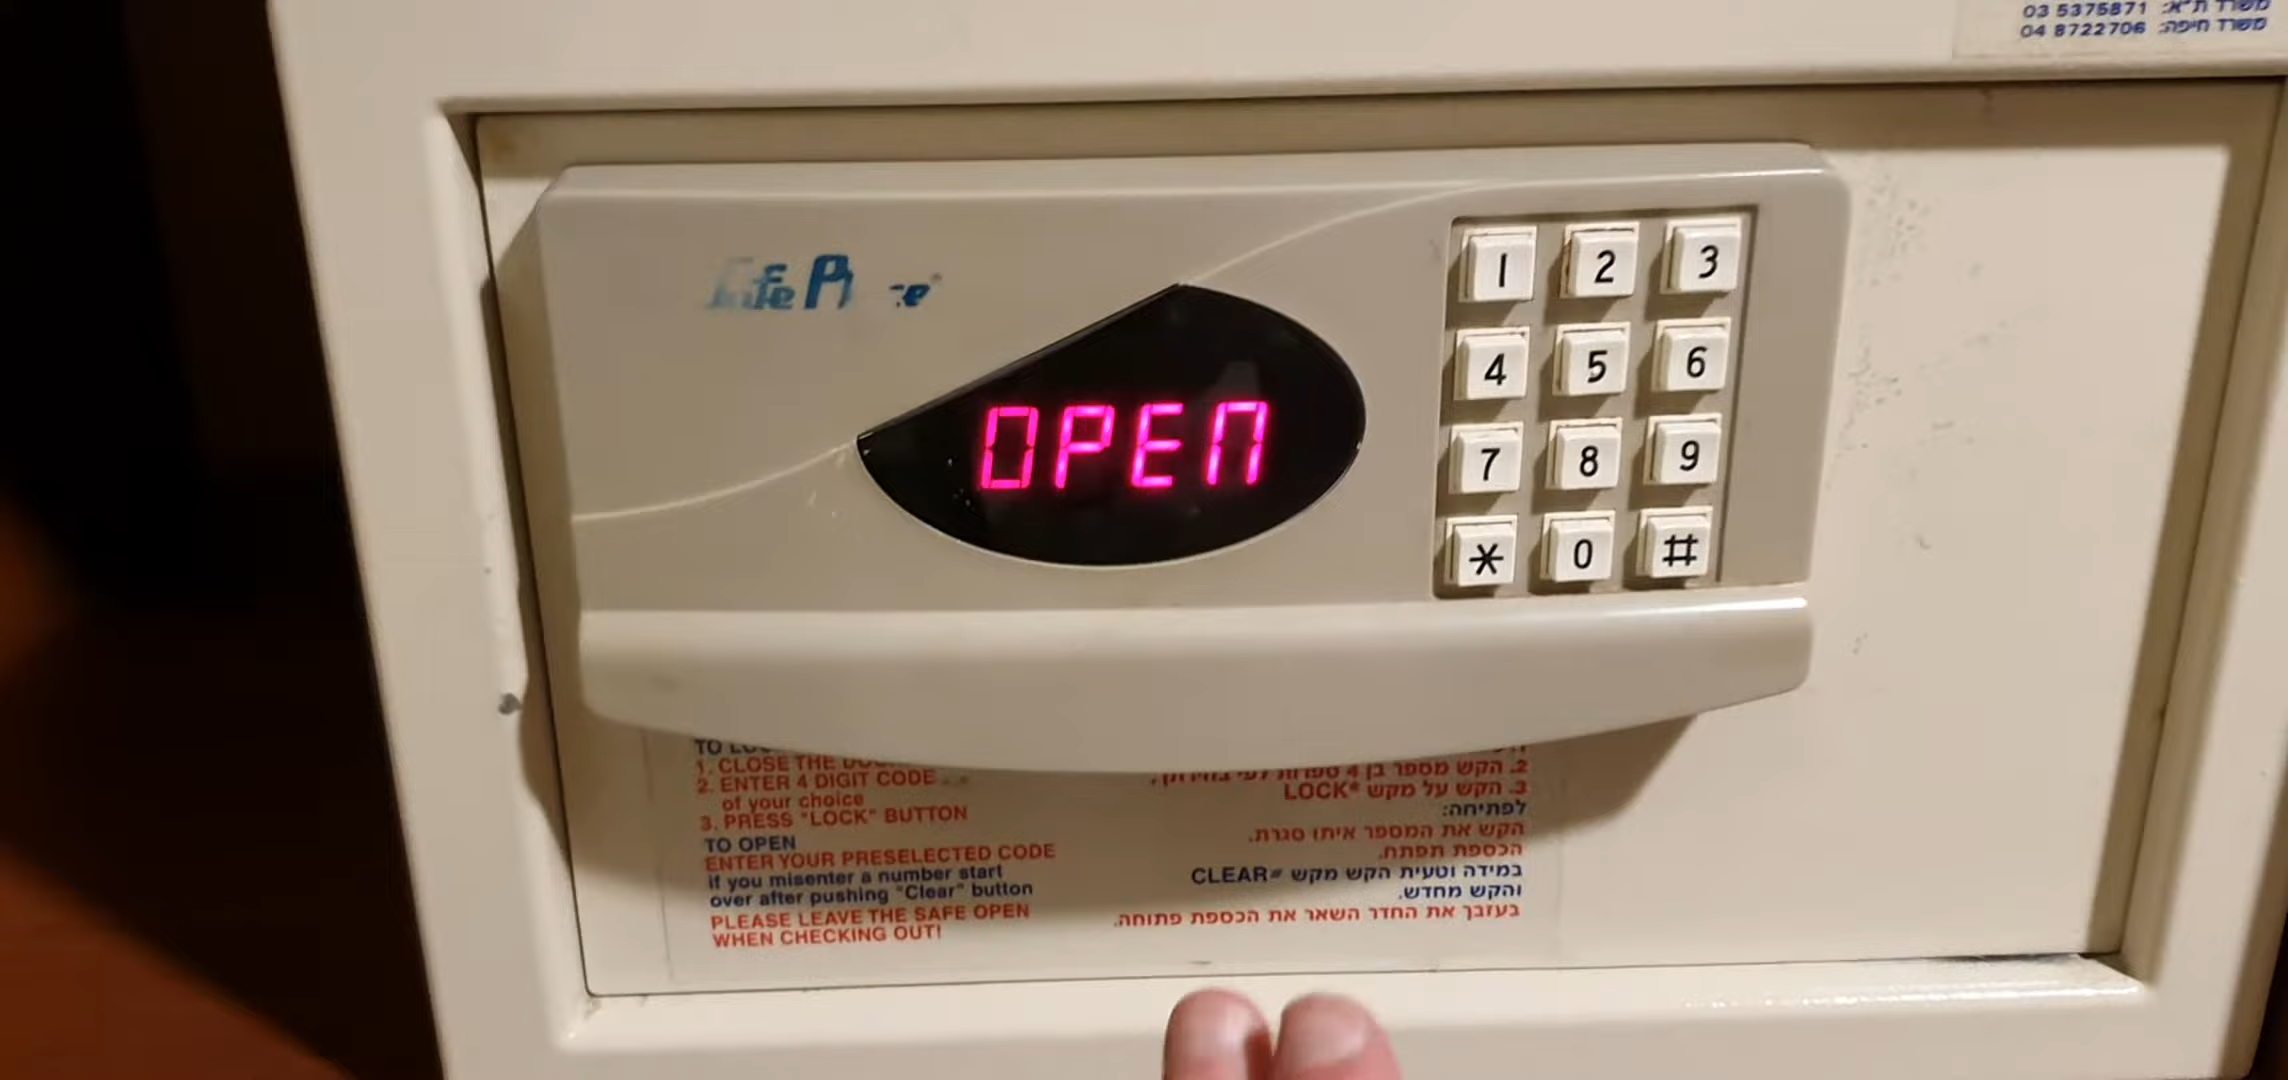 משרד ת"א: 03 5375871
משרד חיפה: 04 8722706
OPEN
1 2 3
4 5 6
7 8 9
* 0 #
1. CLOSE THE
2. ENTER 4 DIGIT CODE
of your choice
3. PRESS "LOCK" BUTTON
TO OPEN
ENTER YOUR PRESELECTED CODE
if you misenter a number start
over after pushing "Clear" button
PLEASE LEAVE THE SAFE OPEN
WHEN CHECKING OUT!
2. הקש מספר בן 4 ספרות לפי בחירתך,
3. הקש על מקש *LOCK
לפתיחה:
הקש את המספר איתו סגרת.
הכספת תפתח.
במידה וטעית הקש מקש #CLEAR
והקש מחדש.
בעזבך את החדר השאר את הכספת פתוחה.